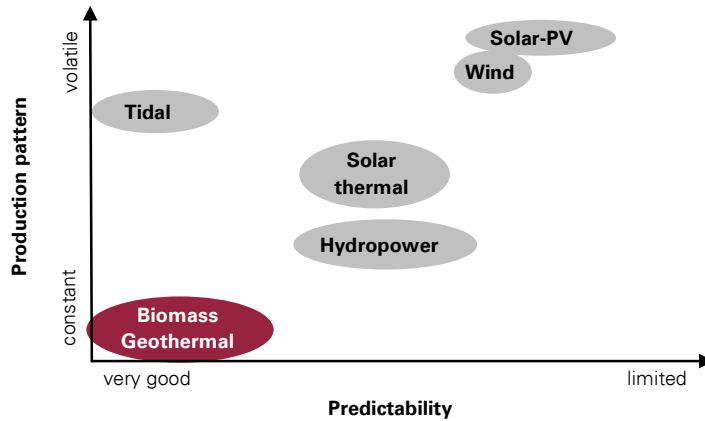 Solar-PV
volatile
Wind
Tidal
Production pattern
Solar
thermal
Hydropower
constant
Biomass
Geothermal
very good
limited
Predictability